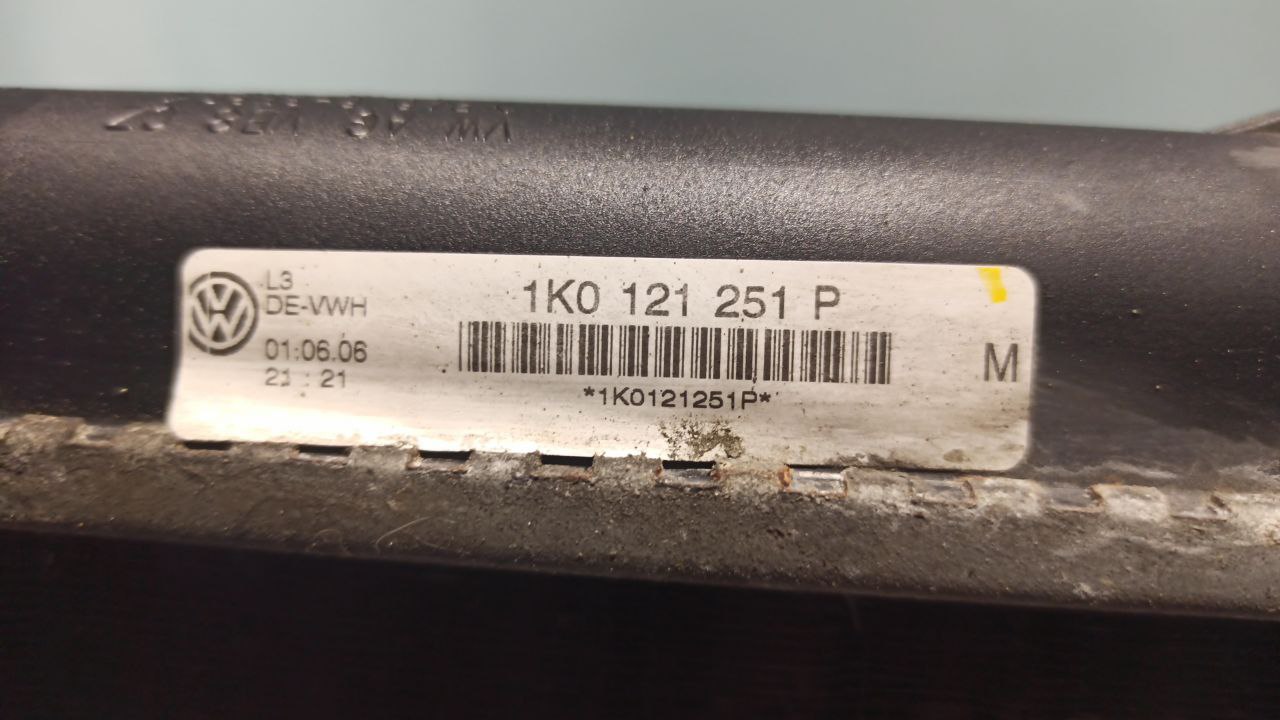 L3
DE-VWH
01.06.06
21 : 21
1K0 121 251 P
*1K0121251P*
M